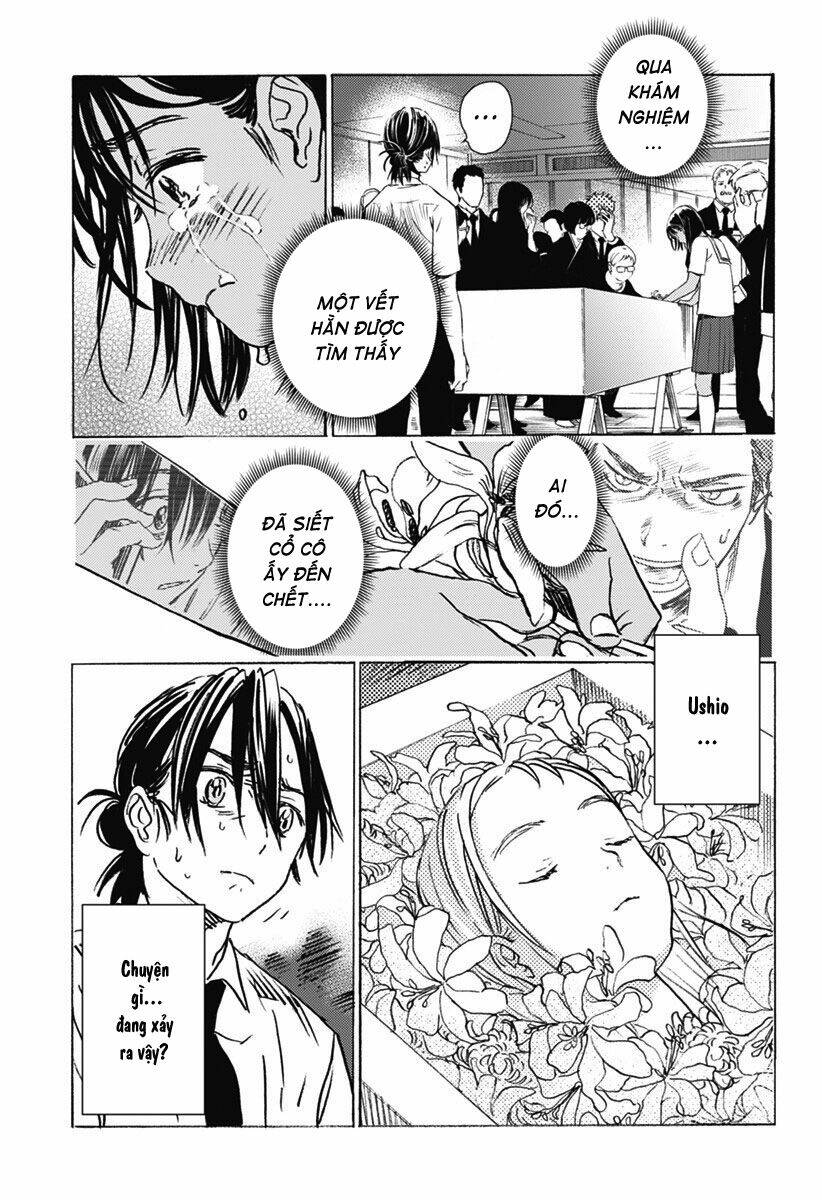 QUA
KHÁM
NGHIỆM
...
...
MỘT VẾT
HẰN ĐƯỢC
TÌM THẤY
AI
ĐÓ...
ĐÃ SIẾT
CỔ CÔ
ẤY ĐẾN
CHẾT....
Ushio
...
Chuyện
gì...
đang xảy
ra vậy?